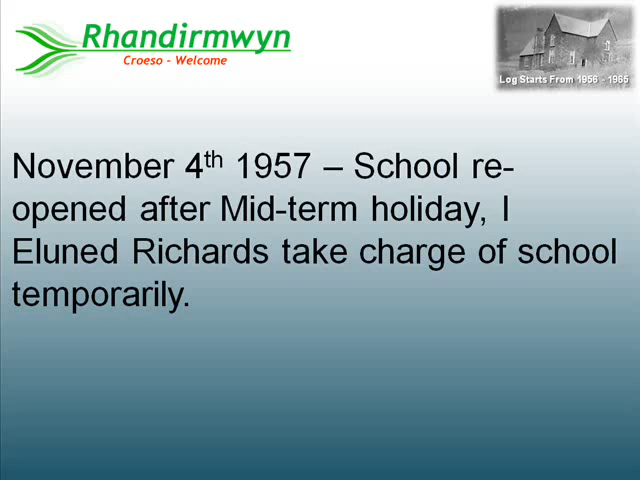 Rhandirmwyn
Croeso - Welcome
Log Starts From 1956 - 1965
November 4th 1957 – School re-
opened after Mid-term holiday, I
Eluned Richards take charge of school
temporarily.